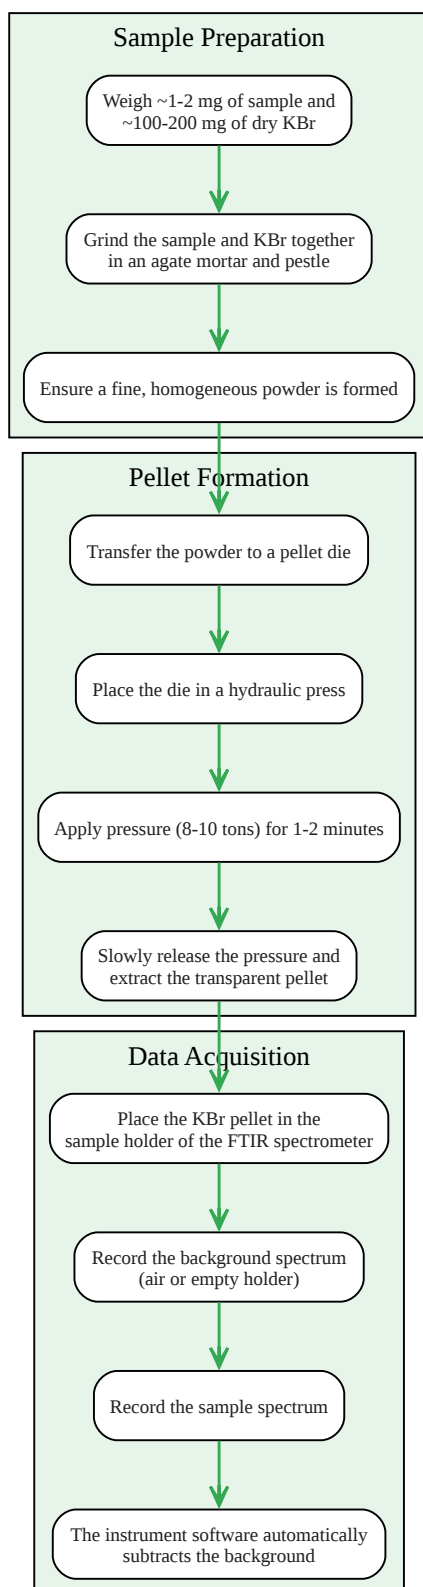 Sample Preparation
Weigh ~1-2 mg of sample and
~100-200 mg of dry KBr
Grind the sample and KBr together
in an agate mortar and pestle
Ensure a fine, homogeneous powder is formed
Pellet Formation
Transfer the powder to a pellet die
Place the die in a hydraulic press
Apply pressure (8-10 tons) for 1-2 minutes
Slowly release the pressure and
extract the transparent pellet
Data Acquisition
Place the KBr pellet in the
sample holder of the FTIR spectrometer
Record the background spectrum
(air or empty holder)
Record the sample spectrum
The instrument software automatically
subtracts the background